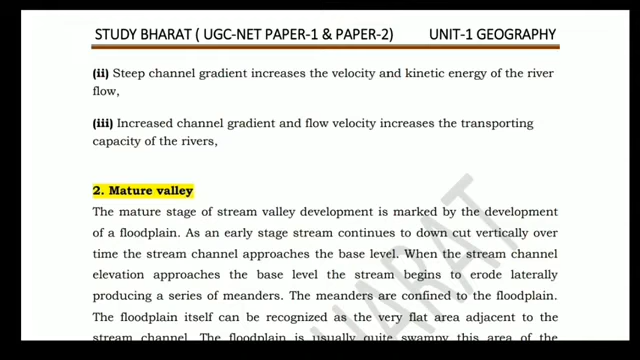 STUDY BHARAT ( UGC-NET PAPER-1 & PAPER-2) UNIT-1 GEOGRAPHY
(ii) Steep channel gradient increases the velocity and kinetic energy of the river
flow,
(iii) Increased channel gradient and flow velocity increases the transporting
capacity of the rivers,
2. Mature valley
The mature stage of stream valley development is marked by the development
of a floodplain. As an early stage stream continues to down cut vertically over
time the stream channel approaches the base level. When the stream channel
elevation approaches the base level the stream begins to erode laterally
producing a series of meanders. The meanders are confined to the floodplain.
The floodplain itself can be recognized as the very flat area adjacent to the
stream channel. The floodplain is usually quite swampy this area of the